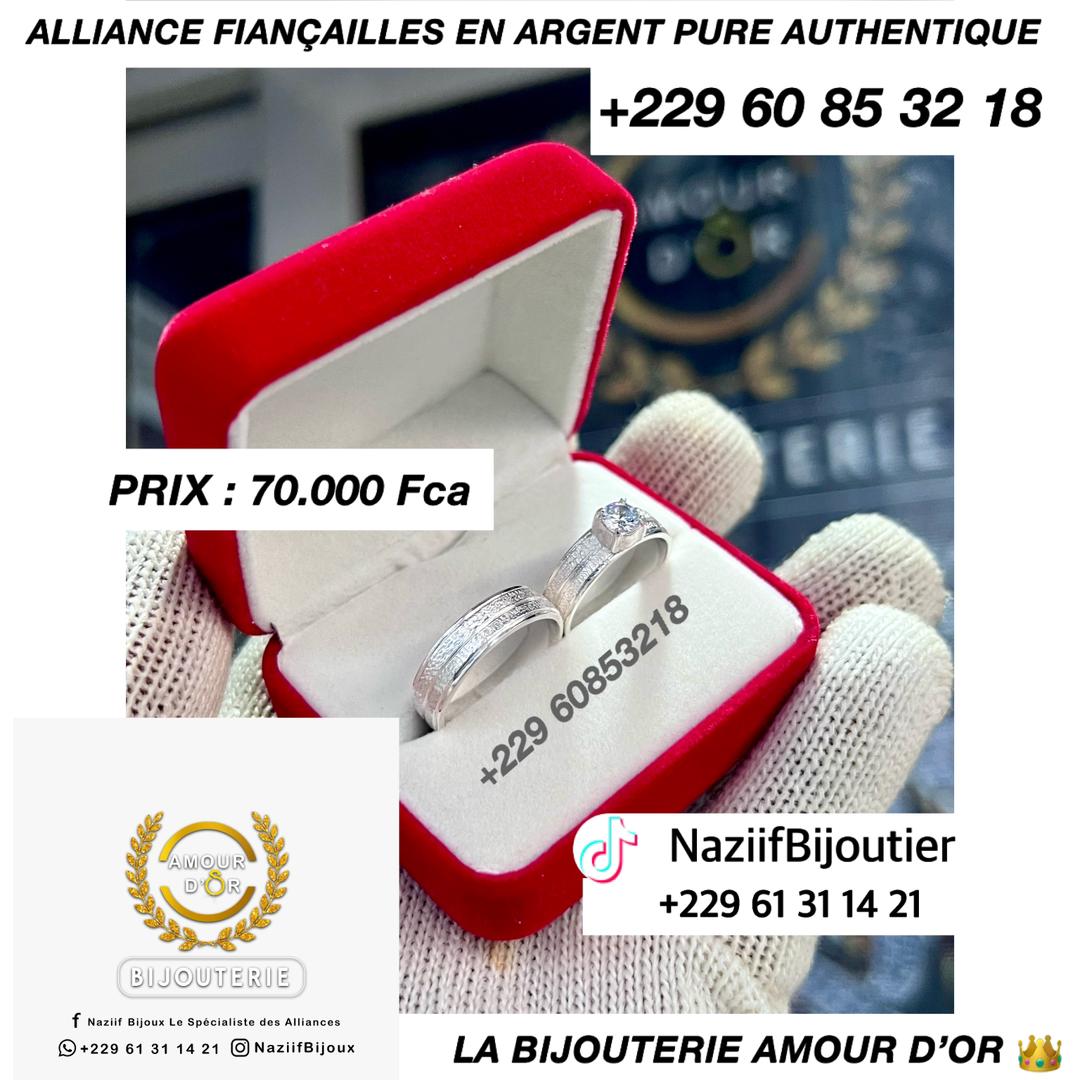 ALLIANCE FIANÇAILLES EN ARGENT PURE AUTHENTIQUE
+229 60 85 32 18
AMOUR
D'OR
TERIE
PRIX : 70.000 Fca
+229 60853218
NaziifBijoutier
+229 61 31 14 21
AMOUR
D'OR
BIJOUTERIE
Naziif Bijoux Le Spécialiste des Alliances
+229 61 31 14 21 NaziifBijoux
LA BIJOUTERIE AMOUR D'OR 👑